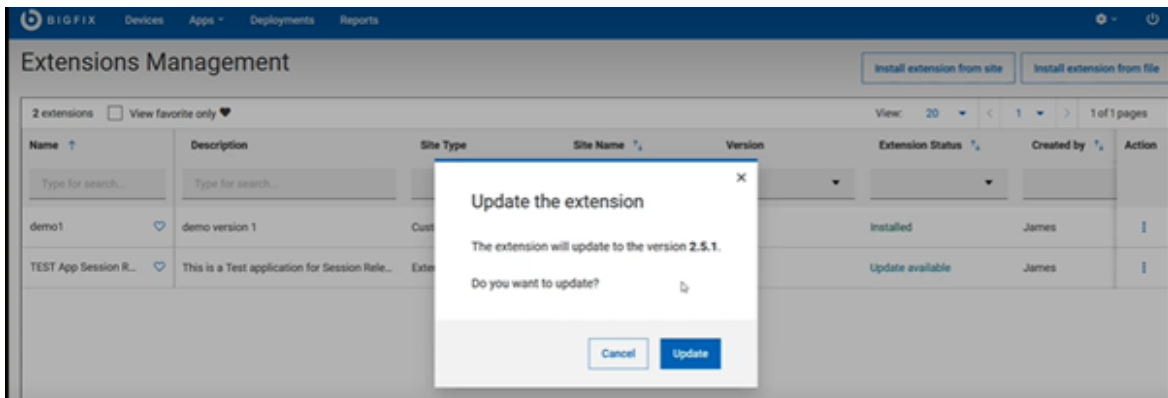 BIGFIX Devices Apps Deployments Reports
Extensions Management
Install extension from site Install extension from file
2 extensions View favorite only View: 20 1 1 of 1 pages
Name Description Site Type Site Name Version Extension Status Created by Action
Type for search... Type for search...
demo1 demo version 1 Cust Installed James
TEST App Session R... This is a Test application for Session Rele... Exte Update available James
Update the extension
The extension will update to the version 2.5.1.
Do you want to update?
Cancel Update